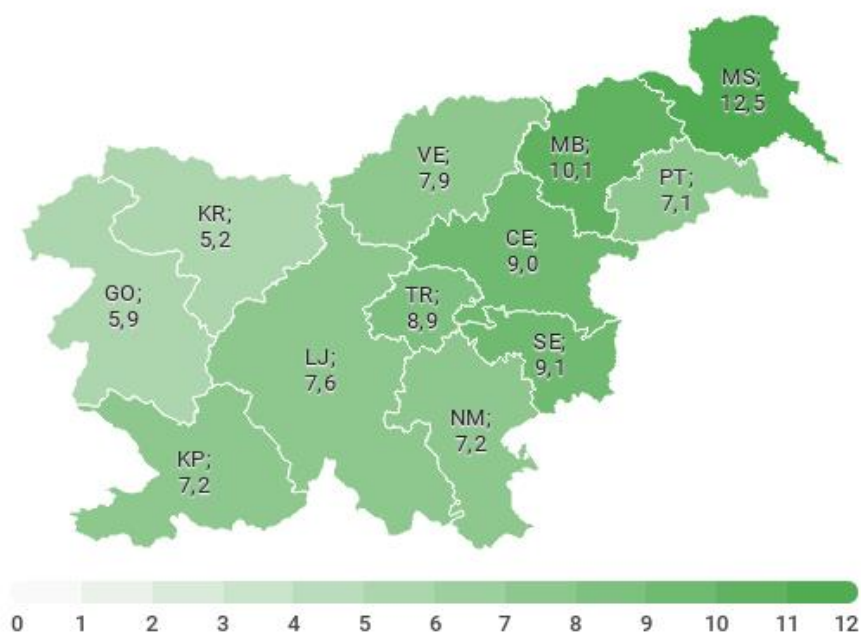 MS;
12,5
MB;
10,1
VE;
7,9
PT;
7,1
KR;
5,2
CE;
9,0
GO;
5,9
TR;
8,9
SE;
9,1
LJ;
7,6
NM;
7,2
KP;
7,2
0 1 2 3 4 5 6 7 8 9 10 11 12